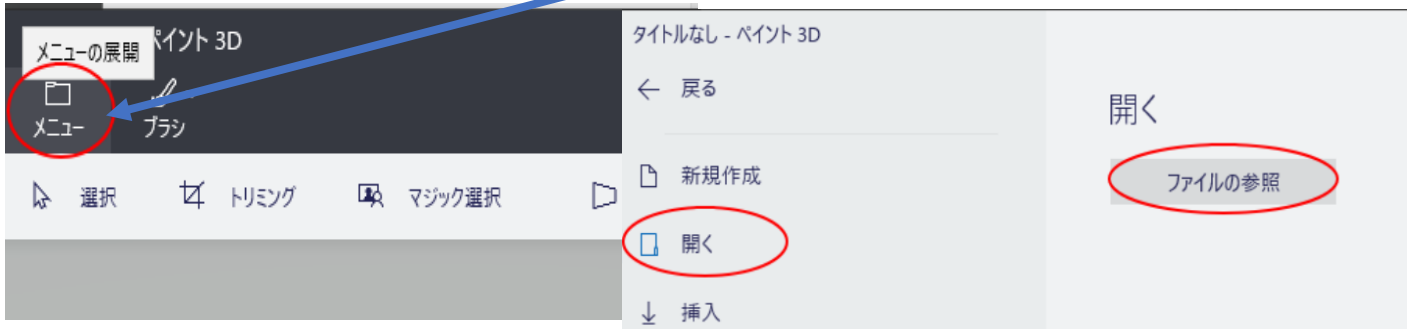 ペイント 3D
メニューの展開
メニュー
ブラシ
選択 トリミング マジック選択
タイトルなし - ペイント 3D
戻る
新規作成
開く
挿入
開く
ファイルの参照